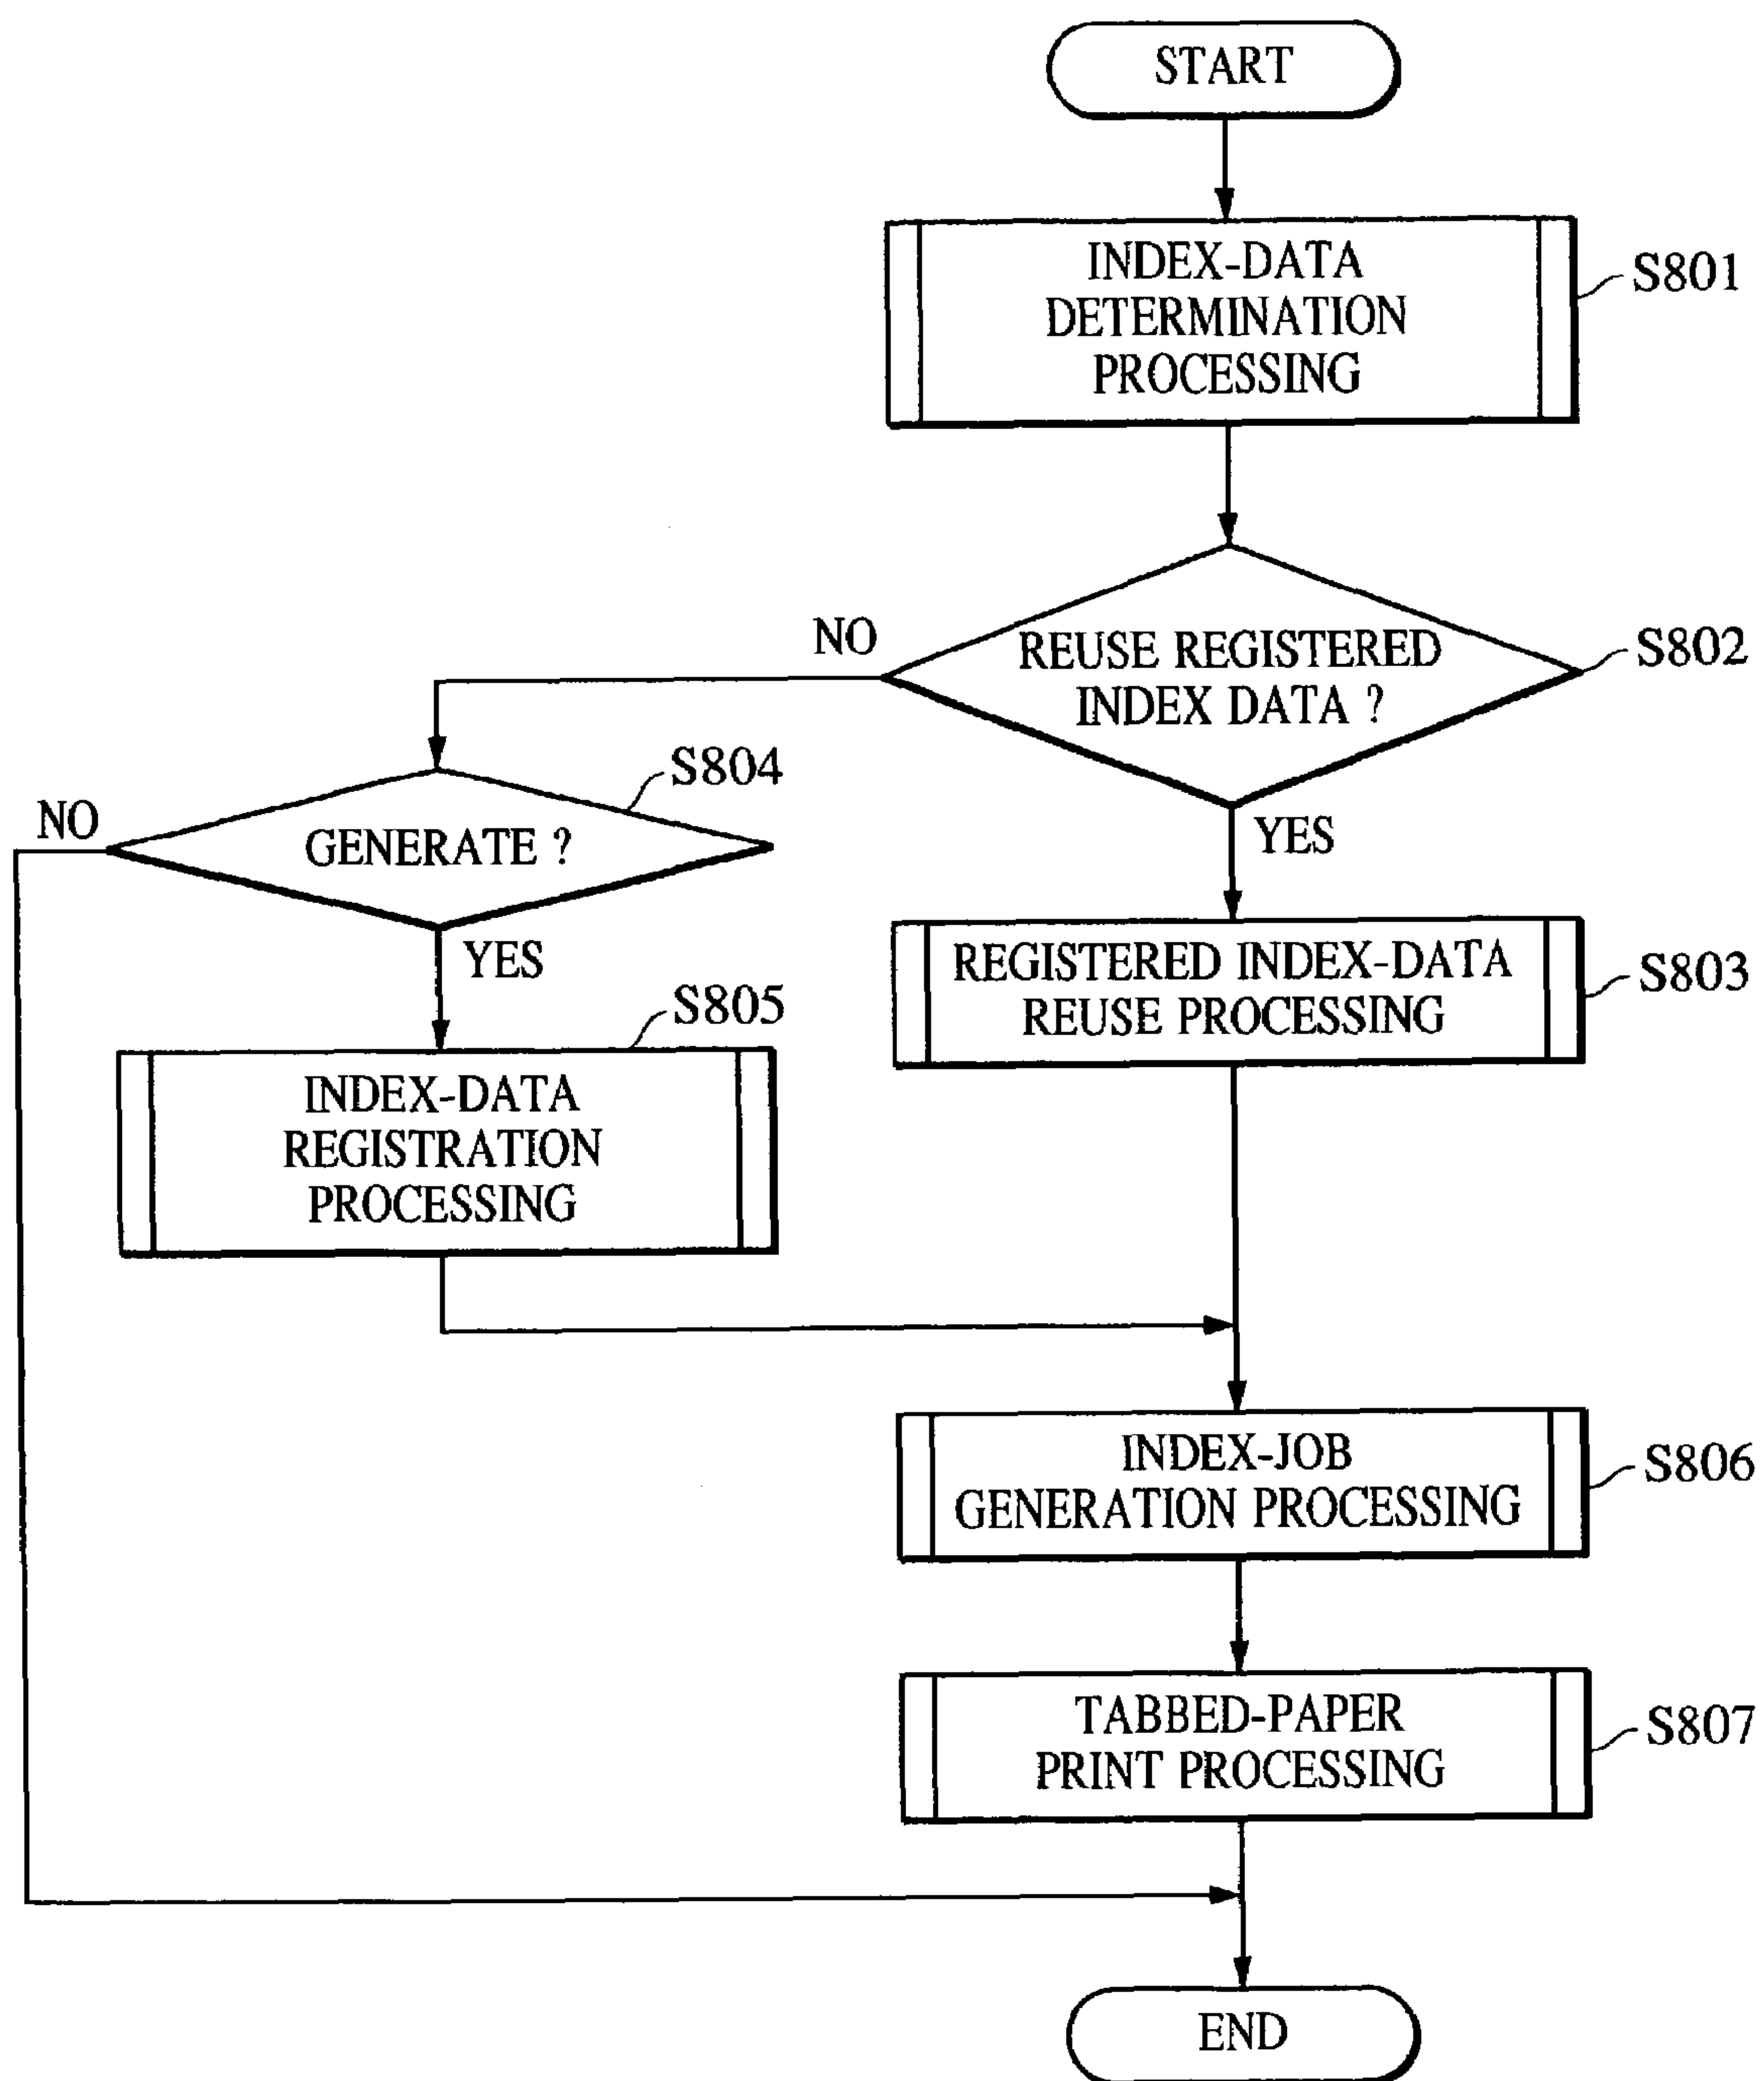 START
INDEX-DATA
DETERMINATION
PROCESSING
S801
NO
REUSE REGISTERED
INDEX DATA ?
S802
YES
S804
NO
GENERATE ?
YES
REGISTERED INDEX-DATA
REUSE PROCESSING
S803
S805
INDEX-DATA
REGISTRATION
PROCESSING
INDEX-JOB
GENERATION PROCESSING
S806
TABBED-PAPER
PRINT PROCESSING
S807
END